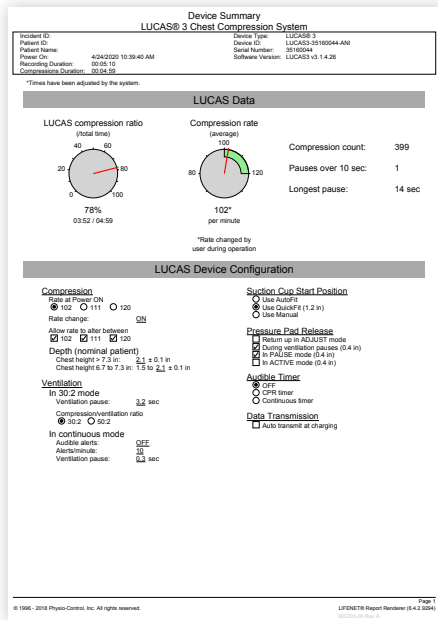 Device Summary
LUCAS® 3 Chest Compression System
Incident ID:
Patient ID:
Patient Name:
Power On: 4/24/2020 10:39:40 AM
Recording Duration: 00:05:10
Compressions Duration: 00:04:59
Device Type: LUCAS® 3
Device ID: LUCAS3-35160044-ANI
Serial Number: 35160044
Software Version: LUCAS3 v3.1.4.26
*Times have been adjusted by the system.
LUCAS Data
LUCAS compression ratio
(/total time)
0 20 40 60 80 100
78%
03:52 / 04:59
Compression rate
(average)
80 100 120
102*
per minute
*Rate changed by
user during operation
Compression count: 399
Pauses over 10 sec: 1
Longest pause: 14 sec
LUCAS Device Configuration
Compression
Rate at Power ON
102 111 120
Rate change: ON
Allow rate to alter between
102 111 120
Depth (nominal patient)
Chest height > 7.3 in: 2.1 ± 0.1 in
Chest height 6.7 to 7.3 in: 1.5 to 2.1 ± 0.1 in
Ventilation
In 30:2 mode
Ventilation pause: 3.2 sec
Compression/ventilation ratio
30:2 50:2
In continuous mode
Audible alerts: OFF
Alerts/minute: 10
Ventilation pause: 0.3 sec
Suction Cup Start Position
Use AutoFit
Use QuickFit (1.2 in)
Use Manual
Pressure Pad Release
Return up in ADJUST mode
During ventilation pauses (0.4 in)
In PAUSE mode (0.4 in)
In ACTIVE mode (0.4 in)
Audible Timer
OFF
CPR timer
Continuous timer
Data Transmission
Auto transmit at charging
Page 1
© 1996 - 2018 Physio-Control, Inc. All rights reserved.
LIFENET® Report Renderer (6.4.2.9294)